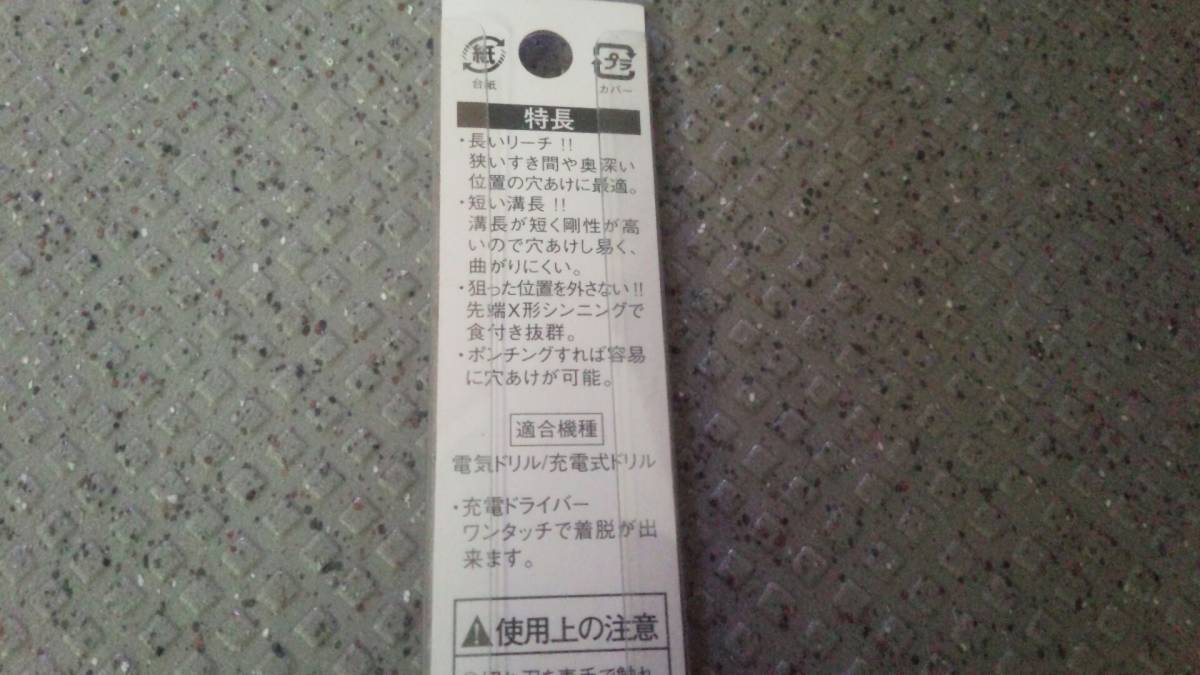 紙
プラ
台紙
カバー
特長
・長いリーチ!!
狭いすき間や奥深い
位置の穴あけに最適。
・短い溝長!!
溝長が短く剛性が高
いので穴あけし易く、
曲がりにくい。
・狙った位置を外さない!!
先端X形シンニングで
食付き抜群。
・ポンチングすれば容易
に穴あけが可能。
適合機種
電気ドリル/充電式ドリル
・充電ドライバー
ワンタッチで着脱が出
来ます。
使用上の注意